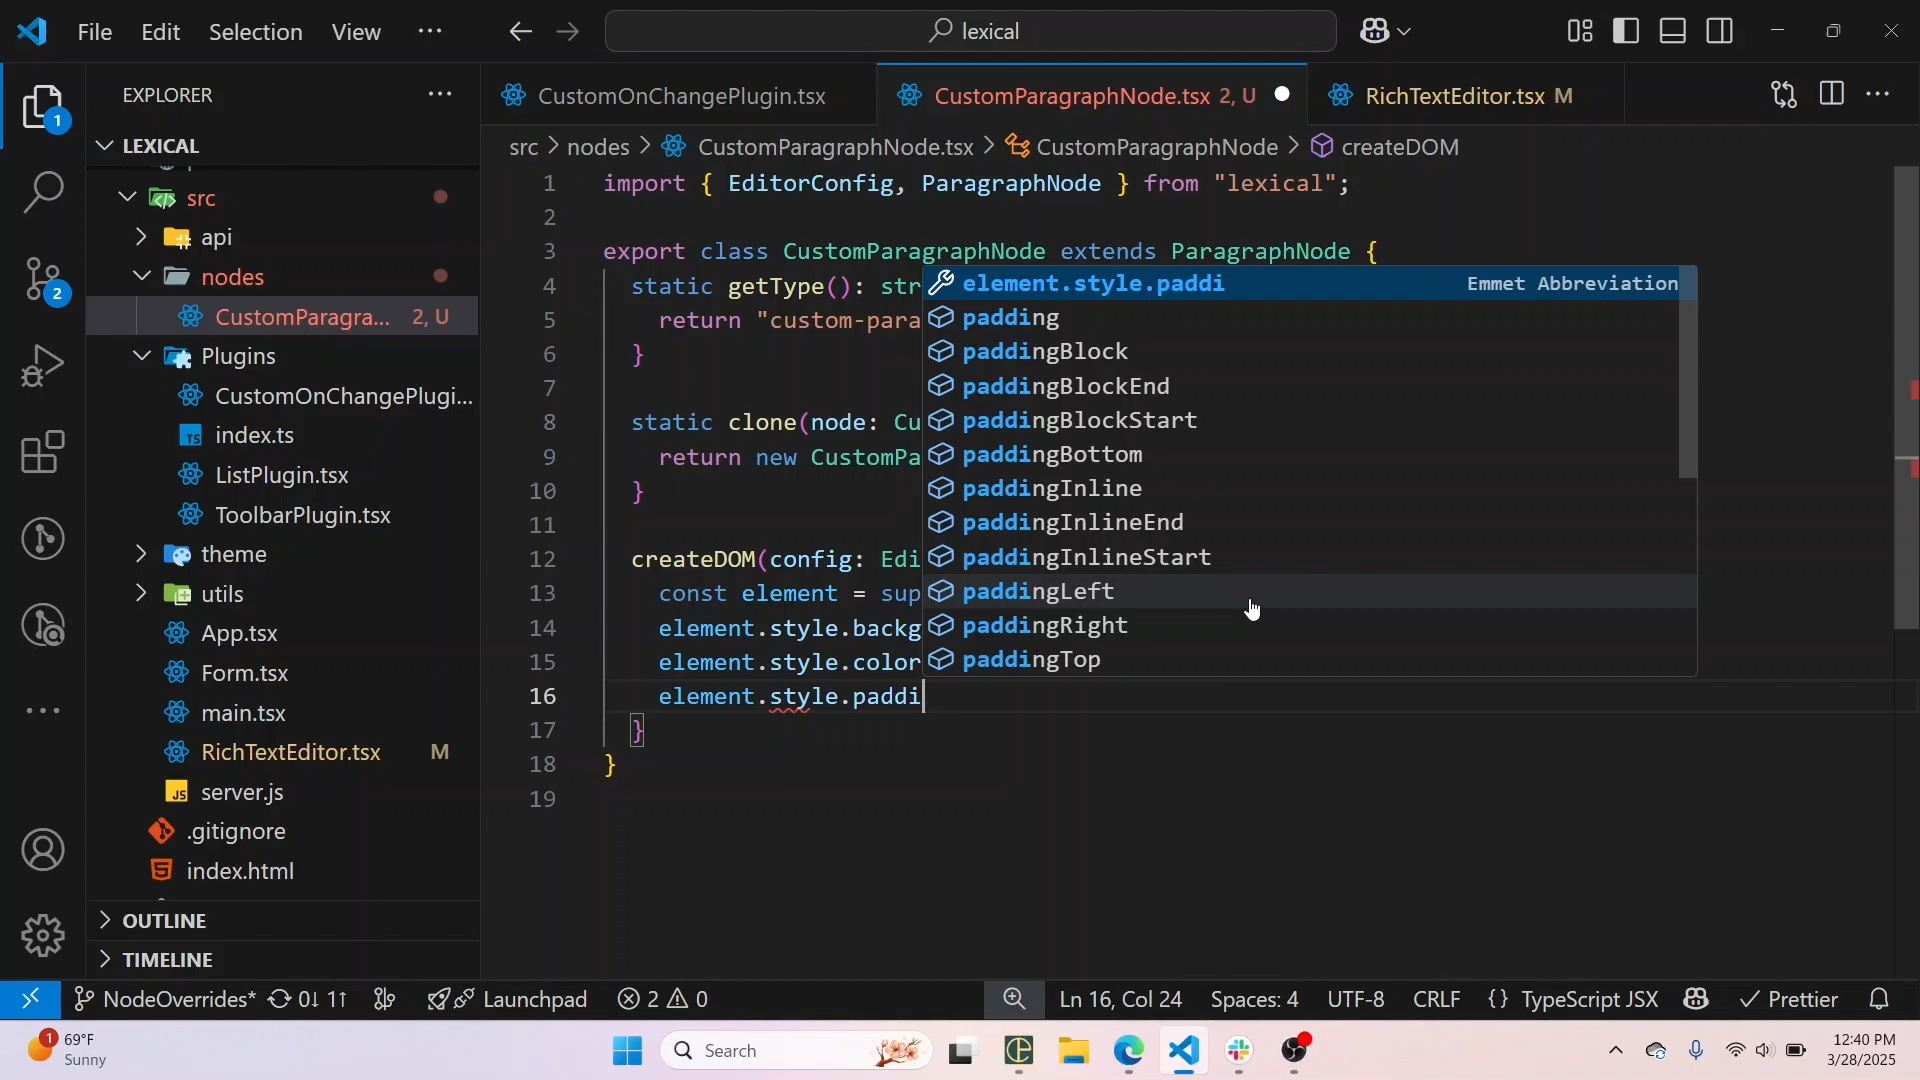 File Edit Selection View ···
lexical
EXPLORER ···
CustomOnChangePlugin.tsx
CustomParagraphNode.tsx 2, U
RichTextEditor.tsx M
LEXICAL
src
api
nodes
CustomParagra... 2, U
Plugins
CustomOnChangePlugi...
TS index.ts
ListPlugin.tsx
ToolbarPlugin.tsx
theme
utils
App.tsx
Form.tsx
main.tsx
RichTextEditor.tsx M
JS server.js
.gitignore
index.html
OUTLINE
TIMELINE
1
2
src > nodes > CustomParagraphNode.tsx > CustomParagraphNode > createDOM
1 import { EditorConfig, ParagraphNode } from "lexical";
2
3 export class CustomParagraphNode extends ParagraphNode {
4 static getType(): str
5 return "custom-para
6 }
7
8 static clone(node: Cu
9 return new CustomPa
10 }
11
12 createDOM(config: Edi
13 const element = sup
14 element.style.backg
15 element.style.color
16 element.style.paddi
17 }
18 }
19
element.style.paddi Emmet Abbreviation
padding
paddingBlock
paddingBlockEnd
paddingBlockStart
paddingBottom
paddingInline
paddingInlineEnd
paddingInlineStart
paddingLeft
paddingRight
paddingTop
NodeOverrides* 0↓ 1↑ Launchpad 2 0 Ln 16, Col 24 Spaces: 4 UTF-8 CRLF {} TypeScript JSX Prettier
1
69°F
Sunny
Search
12:40 PM
3/28/2025